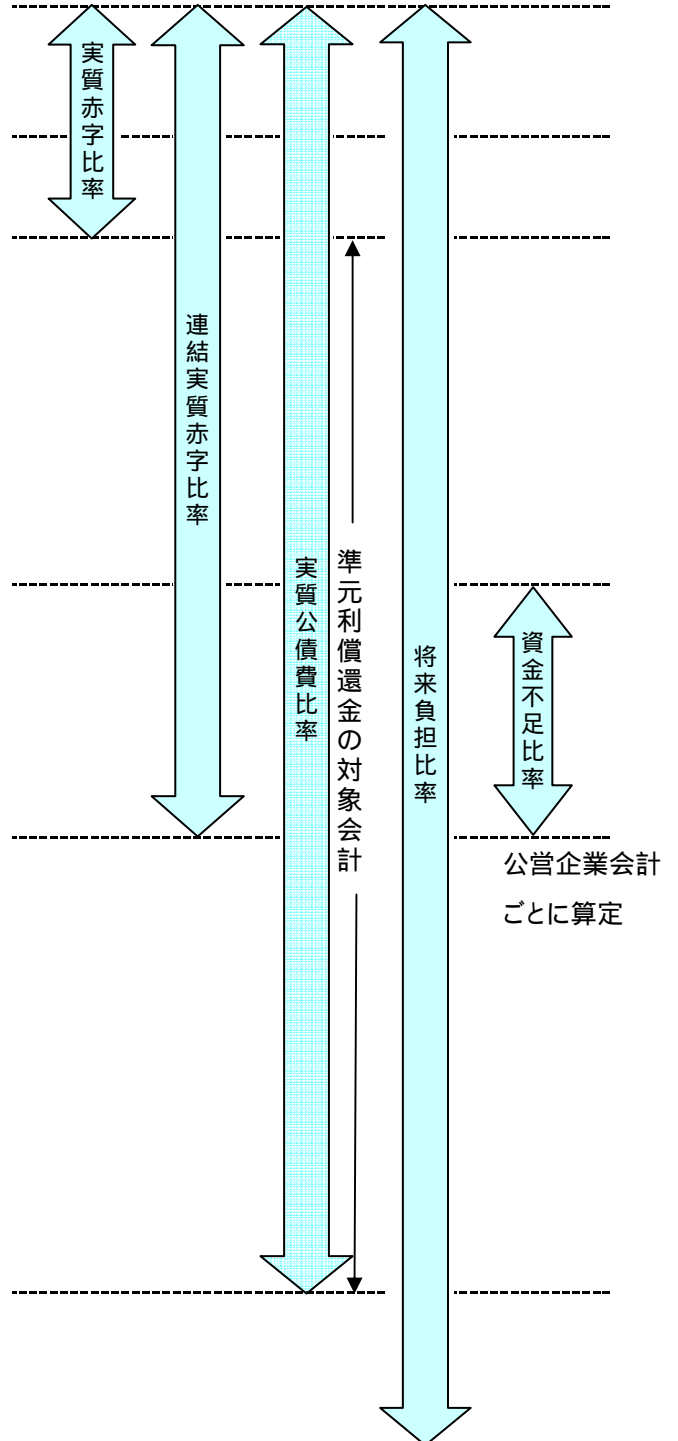 実質赤字比率
連結実質赤字比率
実質公債費比率
準元利償還金の対象会計
将来負担比率
資金不足比率
公営企業会計
ごとに算定